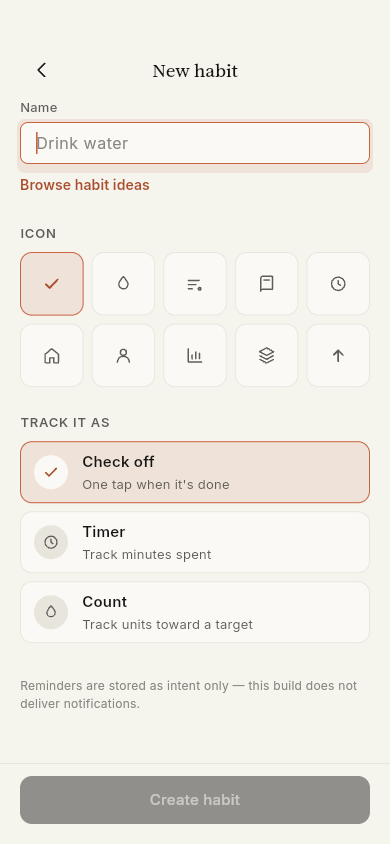 New habit
Name
Drink water
Browse habit ideas
ICON
TRACK IT AS
Check off
One tap when it's done
Timer
Track minutes spent
Count
Track units toward a target
Reminders are stored as intent only — this build does not
deliver notifications.
Create habit